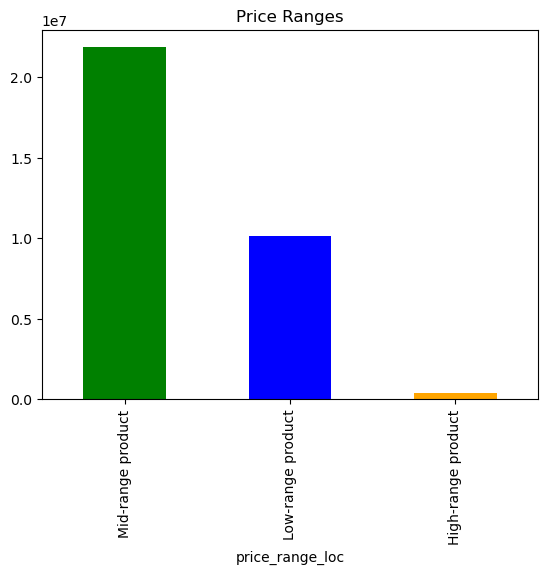 Price Ranges
1e7
2.0
1.5
1.0
0.5
0.0
Mid-range product
Low-range product
High-range product
price_range_loc